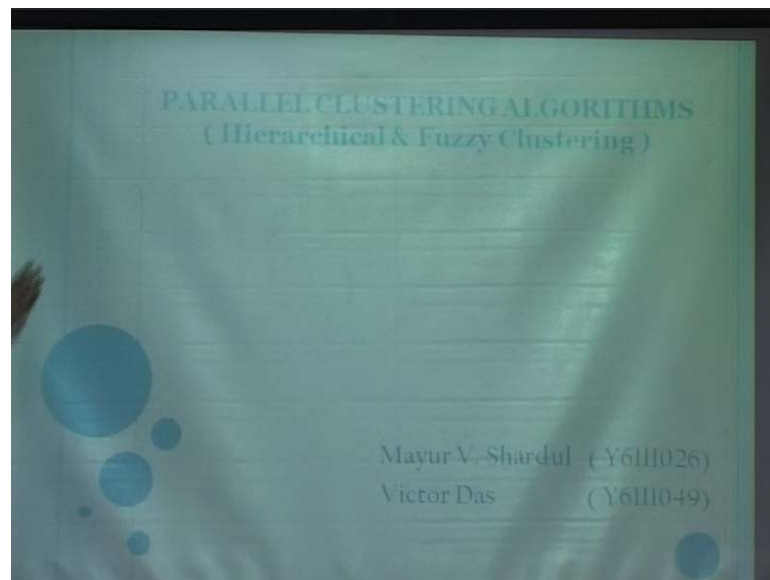 PARALLEL CLUSTERING ALGORITHMS
( Hierarchical & Fuzzy Clustering )
Mayur V. Shardul ( Y6111026)
Victor Das ( Y6111049)